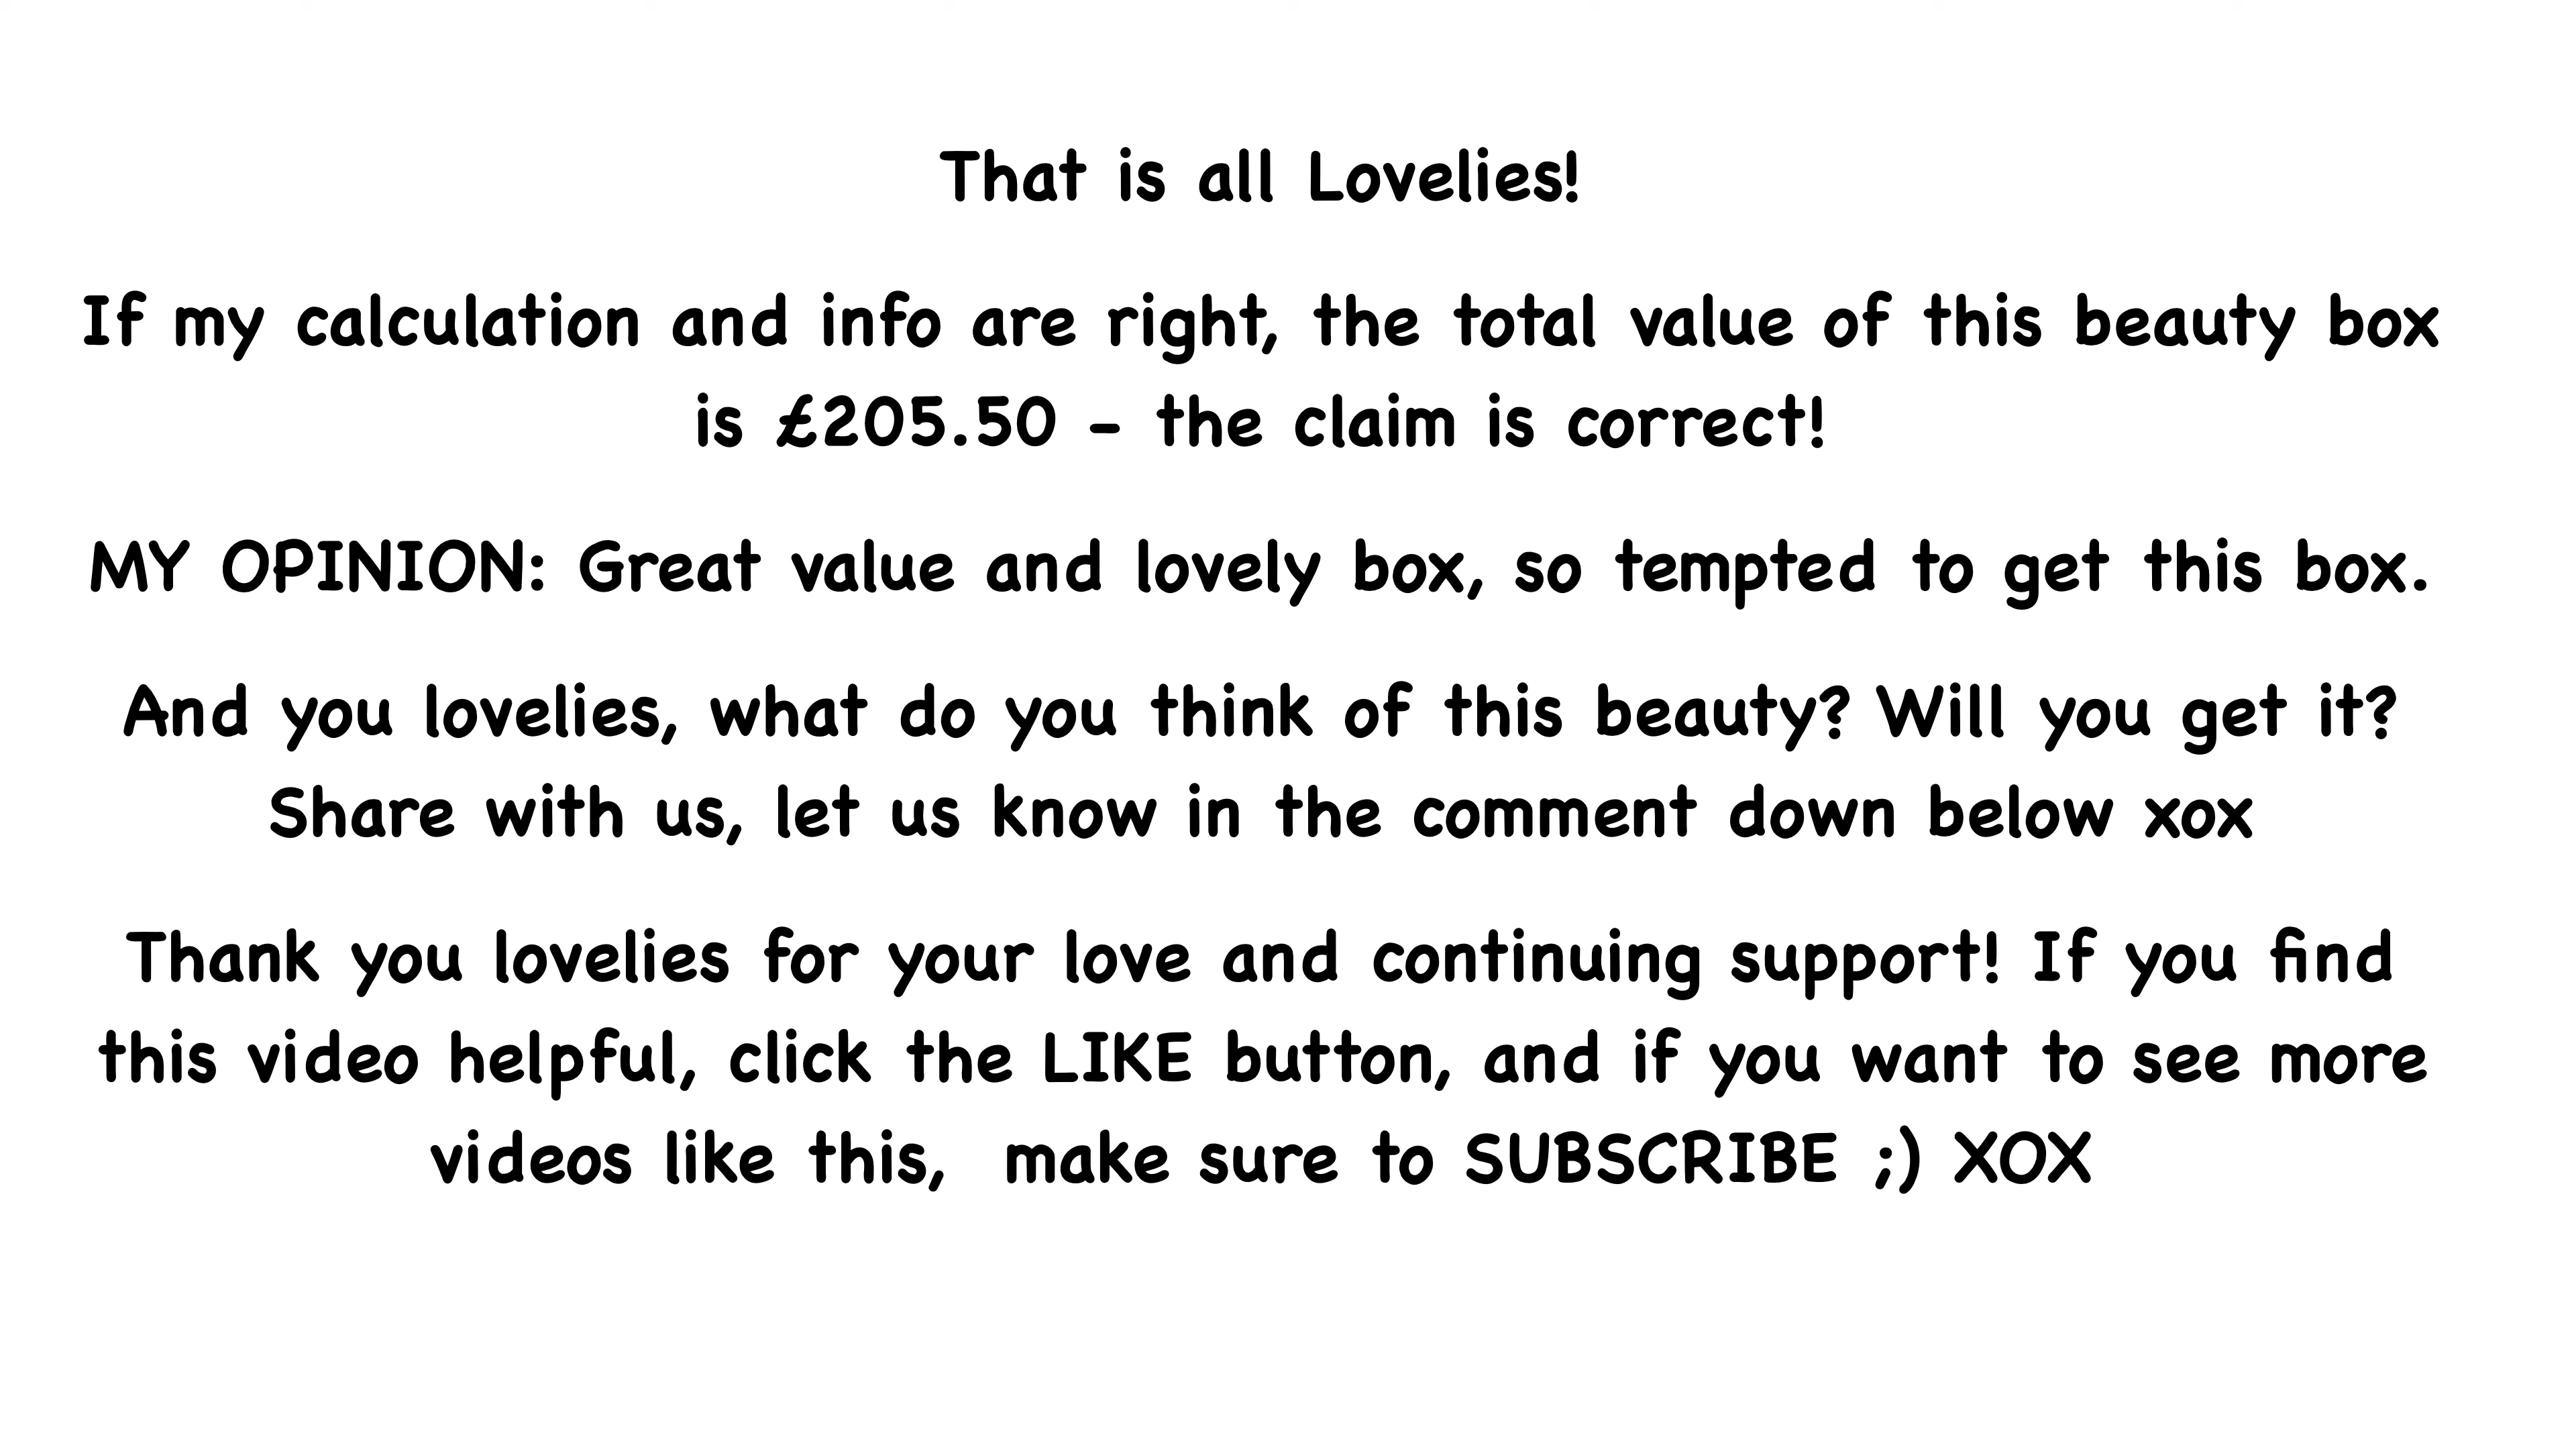 That is all Lovelies!
If my calculation and info are right, the total value of this beauty box
is £205.50 - the claim is correct!
MY OPINION: Great value and lovely box, so tempted to get this box.
And you lovelies, what do you think of this beauty? Will you get it?
Share with us, let us know in the comment down below xox
Thank you lovelies for your love and continuing support! If you find
this video helpful, click the LIKE button, and if you want to see more
videos like this,  make sure to SUBSCRIBE ;) XOX